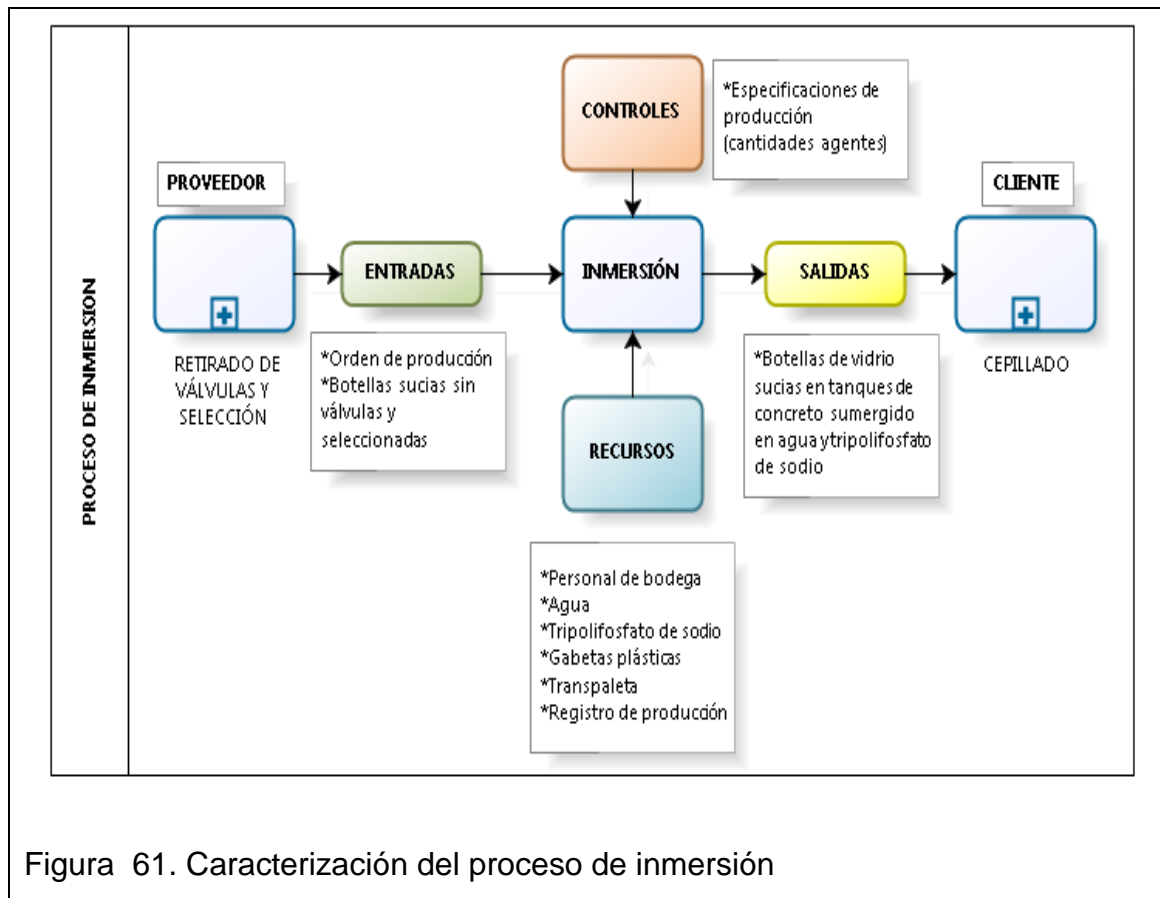 PROCESO DE INMERSION
CONTROLES
*Especificaciones de
producción
(cantidades agentes)
PROVEEDOR
CLIENTE
ENTRADAS
INMERSIÓN
SALIDAS
RETIRADO DE
VÁLVULAS Y
SELECCIÓN
*Orden de producción
*Botellas sucias sin
válvulas y
seleccionadas
RECURSOS
*Botellas de vidrio
sucias en tanques de
concreto sumergido
en agua ytripolifosfato
de sodio
CEPILLADO
*Personal de bodega
*Agua
*Tripolifosfato de sodio
*Gabetas plásticas
*Transpaleta
*Registro de producción
Figura 61. Caracterización del proceso de inmersión